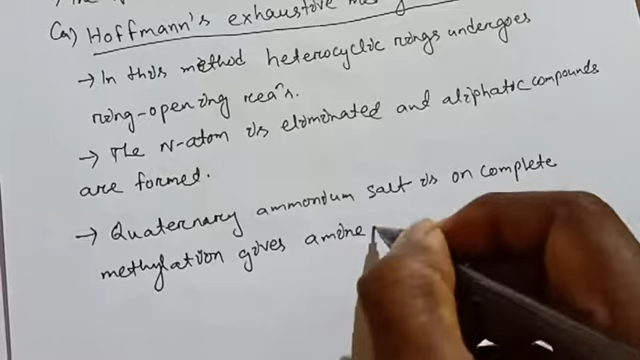 (a) Hoffmann's exhaustive
→ In this method heterocyclic rings undergoes
ring-opening reaⁿs.
→ The N-atom is eliminated and aliphatic compounds
are formed.
→ Quaternary ammonium salt is on complete
methylation gives amine